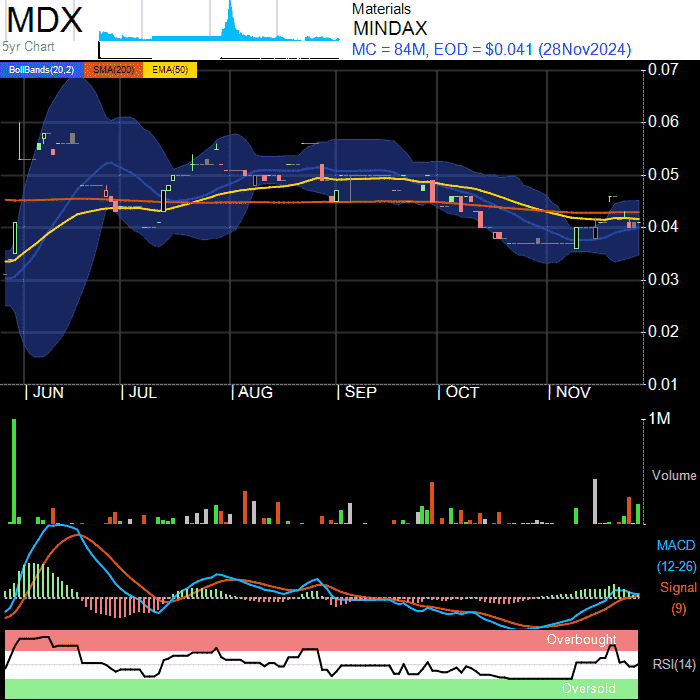 MDX
5yr Chart
Materials
MINDAX
MC = 84M, EOD = $0.041 (28Nov2024)
BollBands(20,2) SMA(200) EMA(50)
0.07
0.06
0.05
0.04
0.03
0.02
0.01
JUN JUL AUG SEP OCT NOV
1M
Volume
MACD
(12-26)
Signal
(9)
Overbought
RSI(14)
Oversold